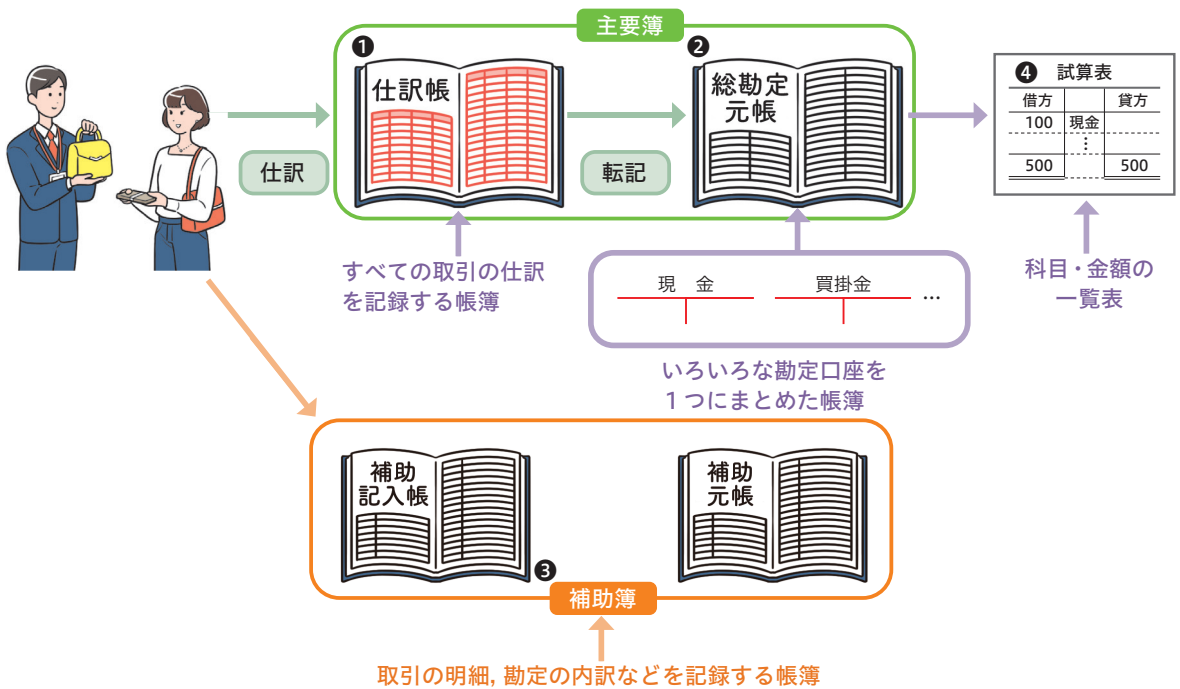 主要簿
❶
仕訳帳
❷
総勘定
元帳
仕訳
転記
❹ 試算表
借方 貸方
100 現金
⋮
500 500
すべての取引の仕訳
を記録する帳簿
現 金
買掛金
…
いろいろな勘定口座を
1つにまとめた帳簿
科目・金額の
一覧表
補助
記入帳
補助
元帳
❸
補助簿
取引の明細, 勘定の内訳などを記録する帳簿